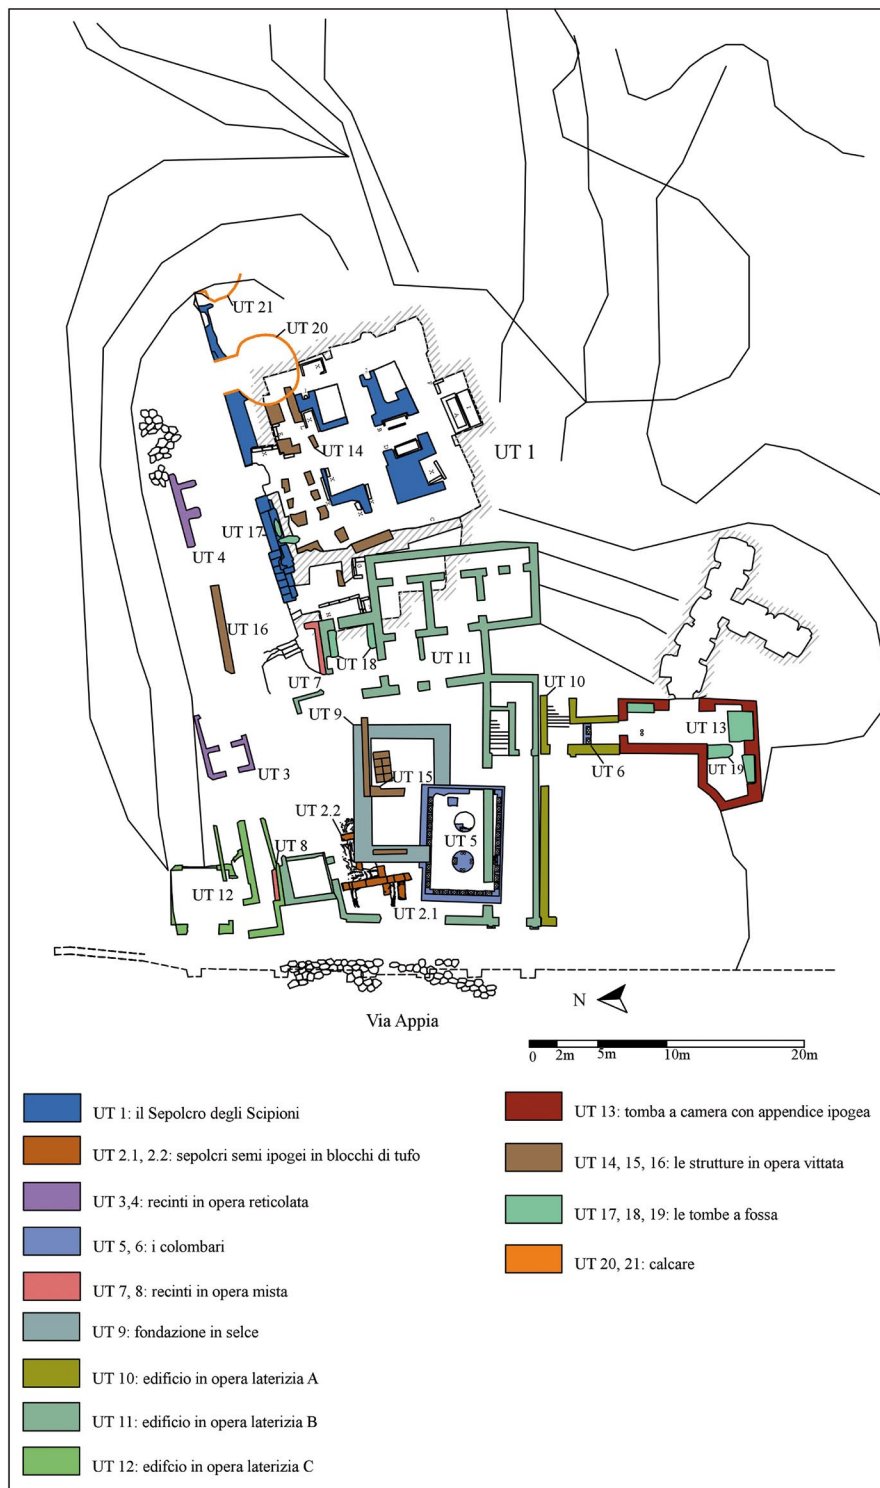 UT 21
UT 20
UT 1
UT 14
UT 17
UT 4
UT 16
UT 18
UT 11
UT 7
UT 10
UT 9
UT 13
UT 3
UT 6
UT 19
UT 15
UT 2.2
UT 5
UT 8
UT 12
UT 2.1
N
Via Appia
0 2m 5m 10m 20m
UT 1: il Sepolcro degli Scipioni
UT 2.1, 2.2: sepolcri semi ipogei in blocchi di tufo
UT 3,4: recinti in opera reticolata
UT 5, 6: i colombari
UT 7, 8: recinti in opera mista
UT 9: fondazione in selce
UT 10: edificio in opera laterizia A
UT 11: edificio in opera laterizia B
UT 12: edifcio in opera laterizia C
UT 13: tomba a camera con appendice ipogea
UT 14, 15, 16: le strutture in opera vittata
UT 17, 18, 19: le tombe a fossa
UT 20, 21: calcare